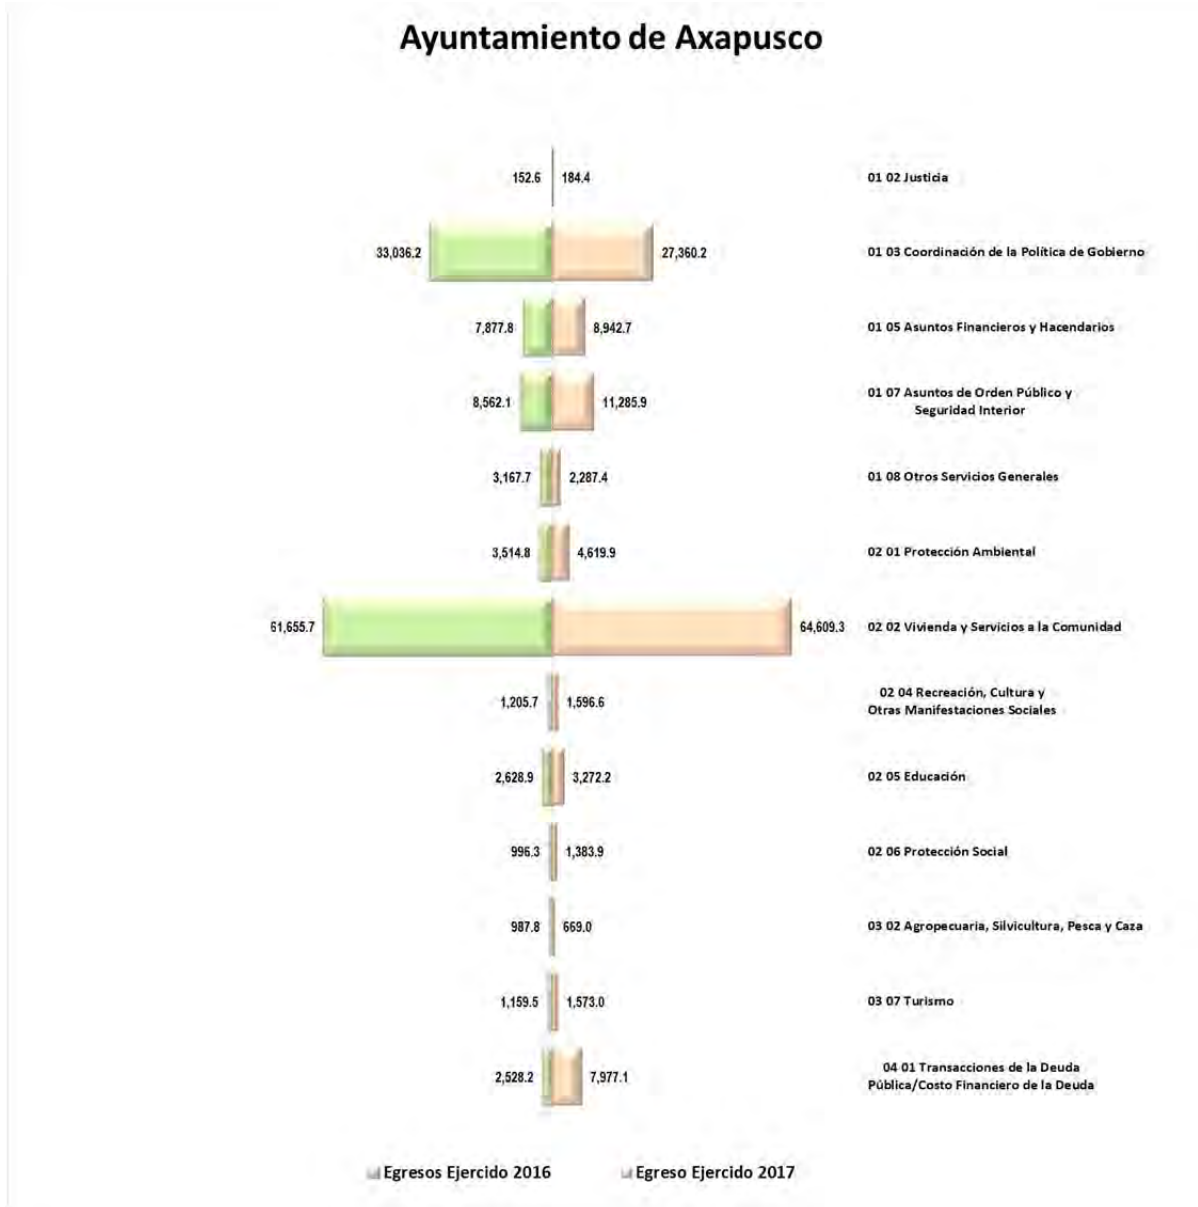 Ayuntamiento de Axapusco
152.6 184.4 01 02 Justicia
33,036.2 27,360.2 01 03 Coordinación de la Política de Gobierno
7,877.8 8,942.7 01 05 Asuntos Financieros y Hacendarios
8,562.1 11,285.9 01 07 Asuntos de Orden Público y
Seguridad Interior
3,167.7 2,287.4 01 08 Otros Servicios Generales
3,514.8 4,619.9 02 01 Protección Ambiental
61,655.7 64,609.3 02 02 Vivienda y Servicios a la Comunidad
1,205.7 1,596.6 02 04 Recreación, Cultura y
Otras Manifestaciones Sociales
2,628.9 3,272.2 02 05 Educación
996.3 1,383.9 02 06 Protección Social
987.8 669.0 03 02 Agropecuaria, Silvicultura, Pesca y Caza
1,159.5 1,573.0 03 07 Turismo
2,528.2 7,977.1 04 01 Transacciones de la Deuda
Pública/Costo Financiero de la Deuda
Egresos Ejercido 2016 Egreso Ejercido 2017